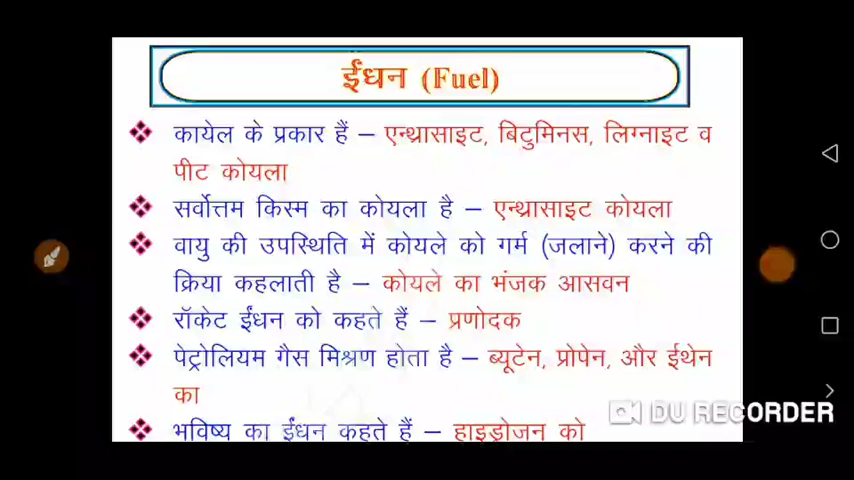 ईंधन (Fuel)
कायेल के प्रकार हैं – एन्थ्रासाइट, बिटुमिनस, लिग्नाइट व
पीट कोयला
सर्वोत्तम किस्म का कोयला है – एन्थ्रासाइट कोयला
वायु की उपस्थिति में कोयले को गर्म (जलाने) करने की
क्रिया कहलाती है – कोयले का भंजक आसवन
रॉकेट ईंधन को कहते हैं – प्रणोदक
पेट्रोलियम गैस मिश्रण होता है – ब्यूटेन, प्रोपेन, और ईथेन
का
भविष्य का ईंधन कहते हैं – हाइड्रोजन को
DU RECORDER